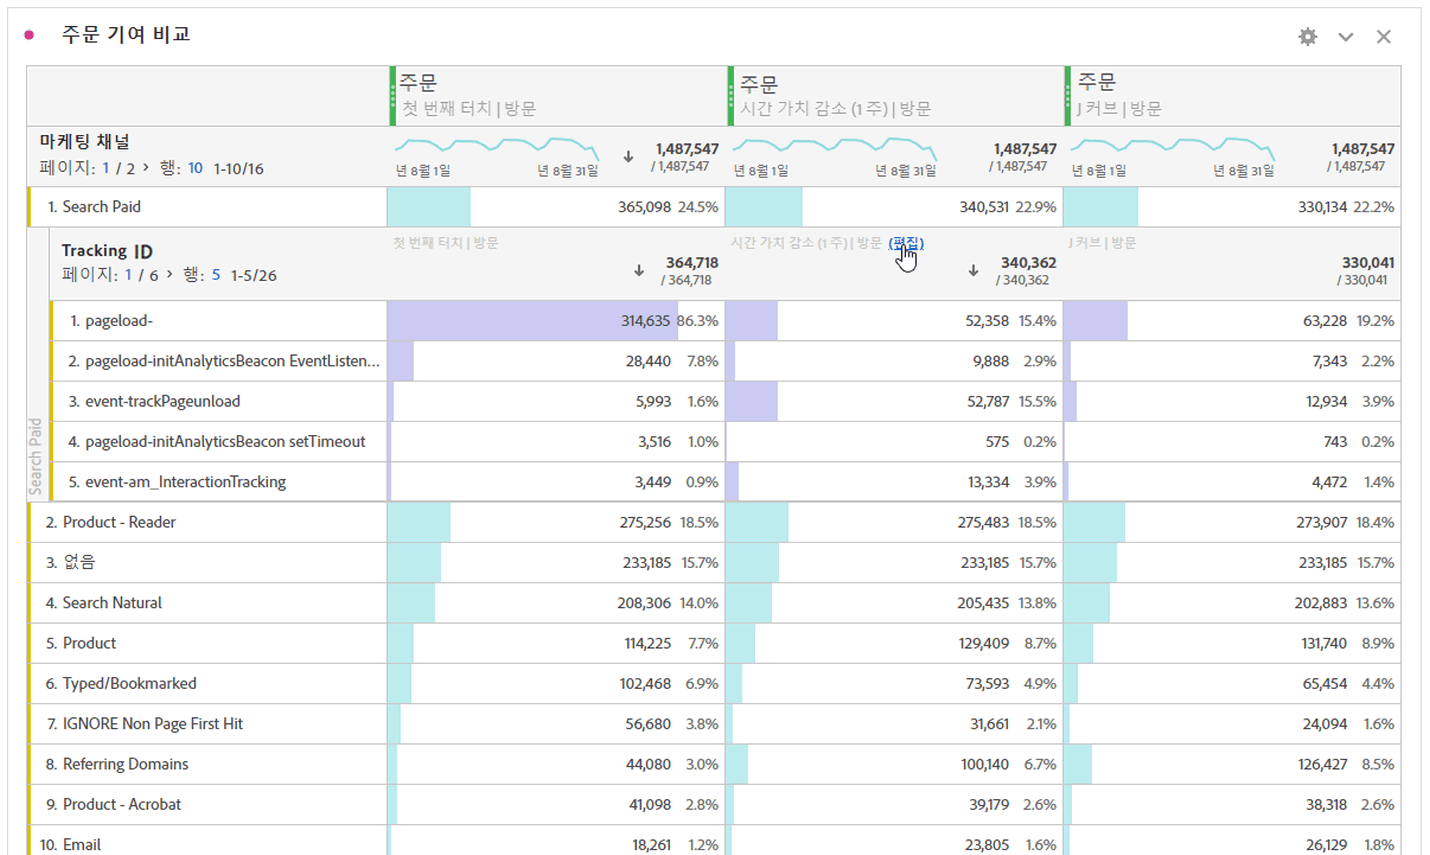 주문 기여 비교
주문 주문 주문
첫 번째 터치 | 방문 시간 가치 감소 (1 주) | 방문 J 커브 | 방문
마케팅 채널
페이지: 1 / 2 > 행: 10 1-10/16
년 8월 1일 년 8월 31일 ↓ 1,487,547 / 1,487,547 년 8월 1일 년 8월 31일 1,487,547 / 1,487,547 년 8월 1일 년 8월 31일 1,487,547 / 1,487,547
1. Search Paid 365,098 24.5% 340,531 22.9% 330,134 22.2%
Search Paid
첫 번째 터치 | 방문 시간 가치 감소 (1 주) | 방문 (편집) J 커브 | 방문
Tracking ID ↓ 364,718 ↓ 340,362 330,041
페이지: 1 / 6 > 행: 5 1-5/26 / 364,718 / 340,362 / 330,041
1. pageload- 314,635 86.3% 52,358 15.4% 63,228 19.2%
2. pageload-initAnalyticsBeacon EventListen... 28,440 7.8% 9,888 2.9% 7,343 2.2%
3. event-trackPageunload 5,993 1.6% 52,787 15.5% 12,934 3.9%
4. pageload-initAnalyticsBeacon setTimeout 3,516 1.0% 575 0.2% 743 0.2%
5. event-am_InteractionTracking 3,449 0.9% 13,334 3.9% 4,472 1.4%
2. Product - Reader 275,256 18.5% 275,483 18.5% 273,907 18.4%
3. 없음 233,185 15.7% 233,185 15.7% 233,185 15.7%
4. Search Natural 208,306 14.0% 205,435 13.8% 202,883 13.6%
5. Product 114,225 7.7% 129,409 8.7% 131,740 8.9%
6. Typed/Bookmarked 102,468 6.9% 73,593 4.9% 65,454 4.4%
7. IGNORE Non Page First Hit 56,680 3.8% 31,661 2.1% 24,094 1.6%
8. Referring Domains 44,080 3.0% 100,140 6.7% 126,427 8.5%
9. Product - Acrobat 41,098 2.8% 39,179 2.6% 38,318 2.6%
10. Email 18,261 1.2% 23,805 1.6% 26,129 1.8%